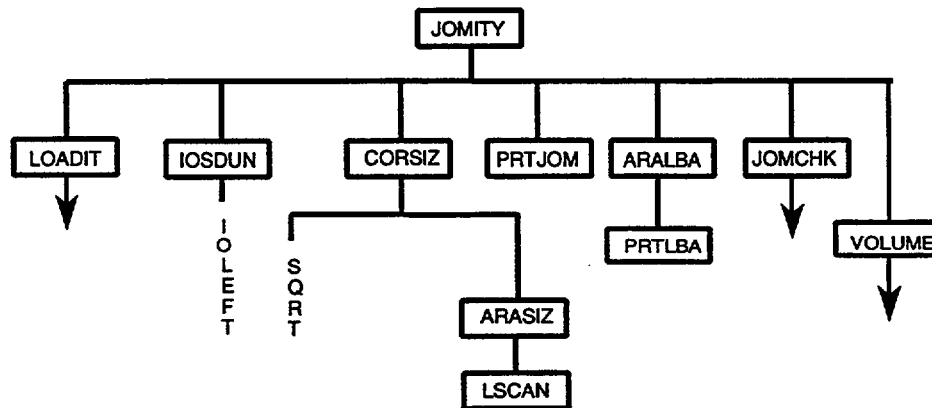 JOMITY
LOADIT
IOSDUN
CORSIZ
PRTJOM
ARALBA
JOMCHK
IOLEFT
SQRT
PRTLBA
VOLUME
ARASIZ
LSCAN